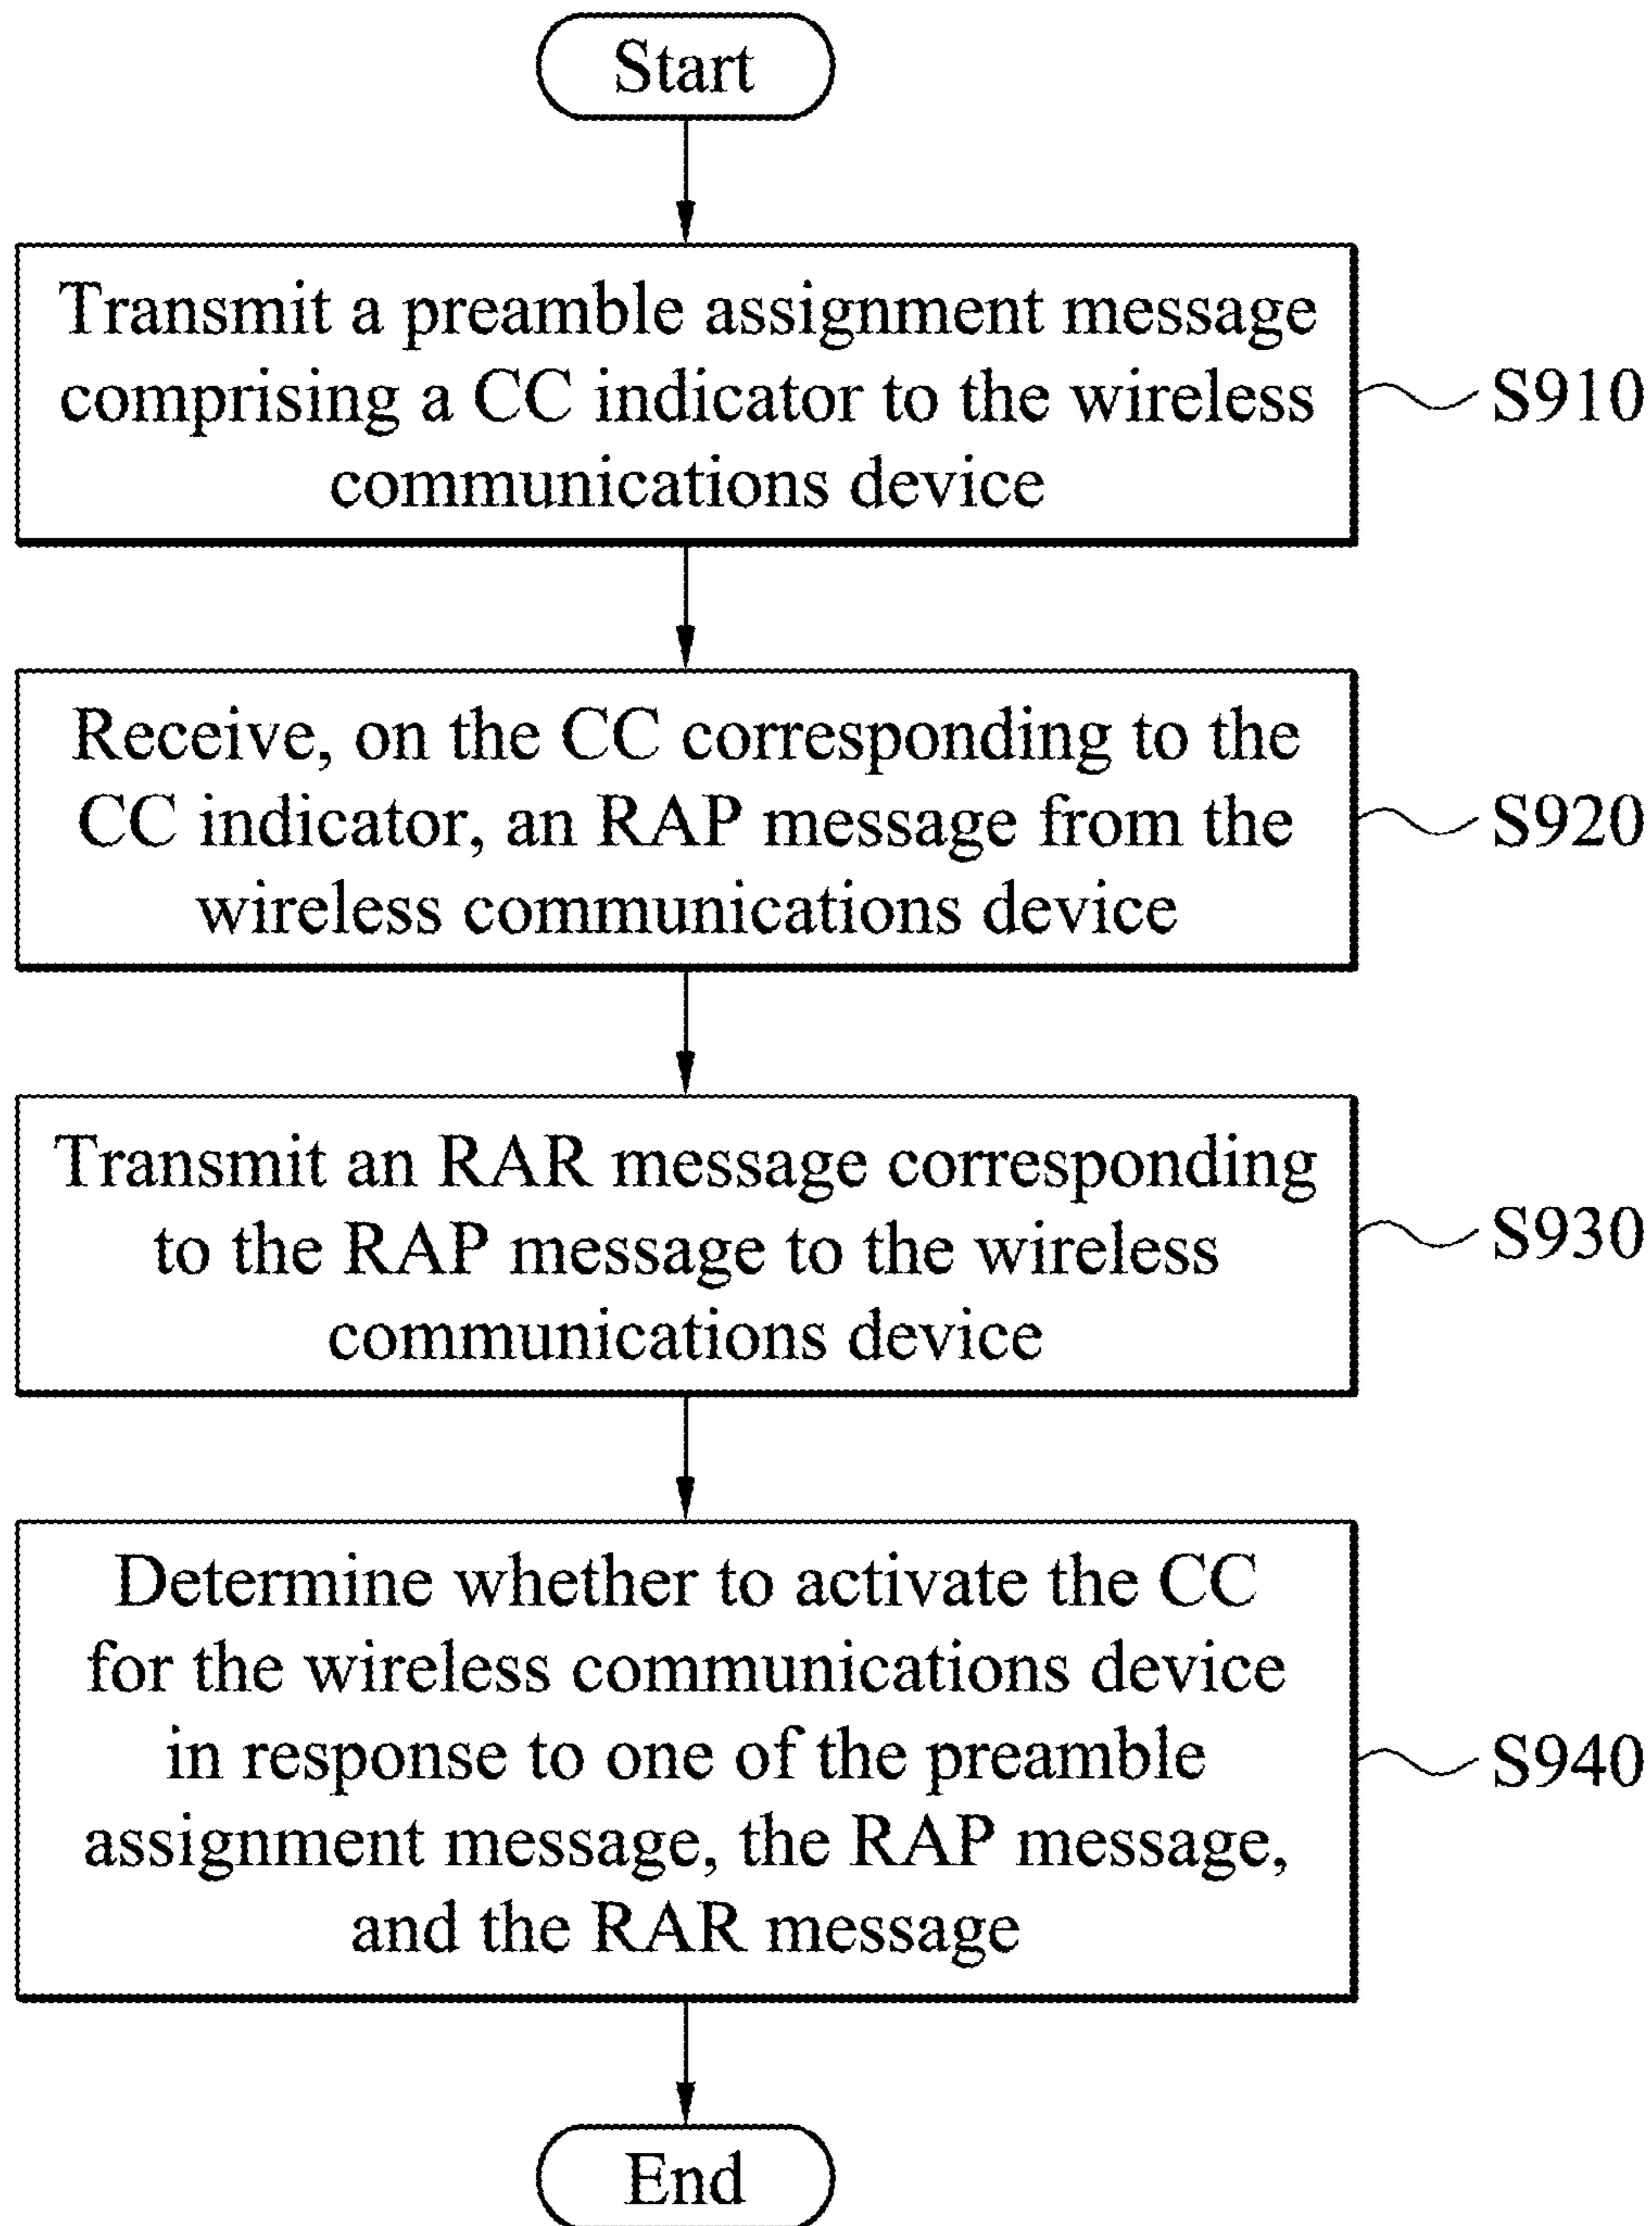 Start
Transmit a preamble assignment message
comprising a CC indicator to the wireless
communications device
S910
Receive, on the CC corresponding to the
CC indicator, an RAP message from the
wireless communications device
S920
Transmit an RAR message corresponding
to the RAP message to the wireless
communications device
S930
Determine whether to activate the CC
for the wireless communications device
in response to one of the preamble
assignment message, the RAP message,
and the RAR message
S940
End